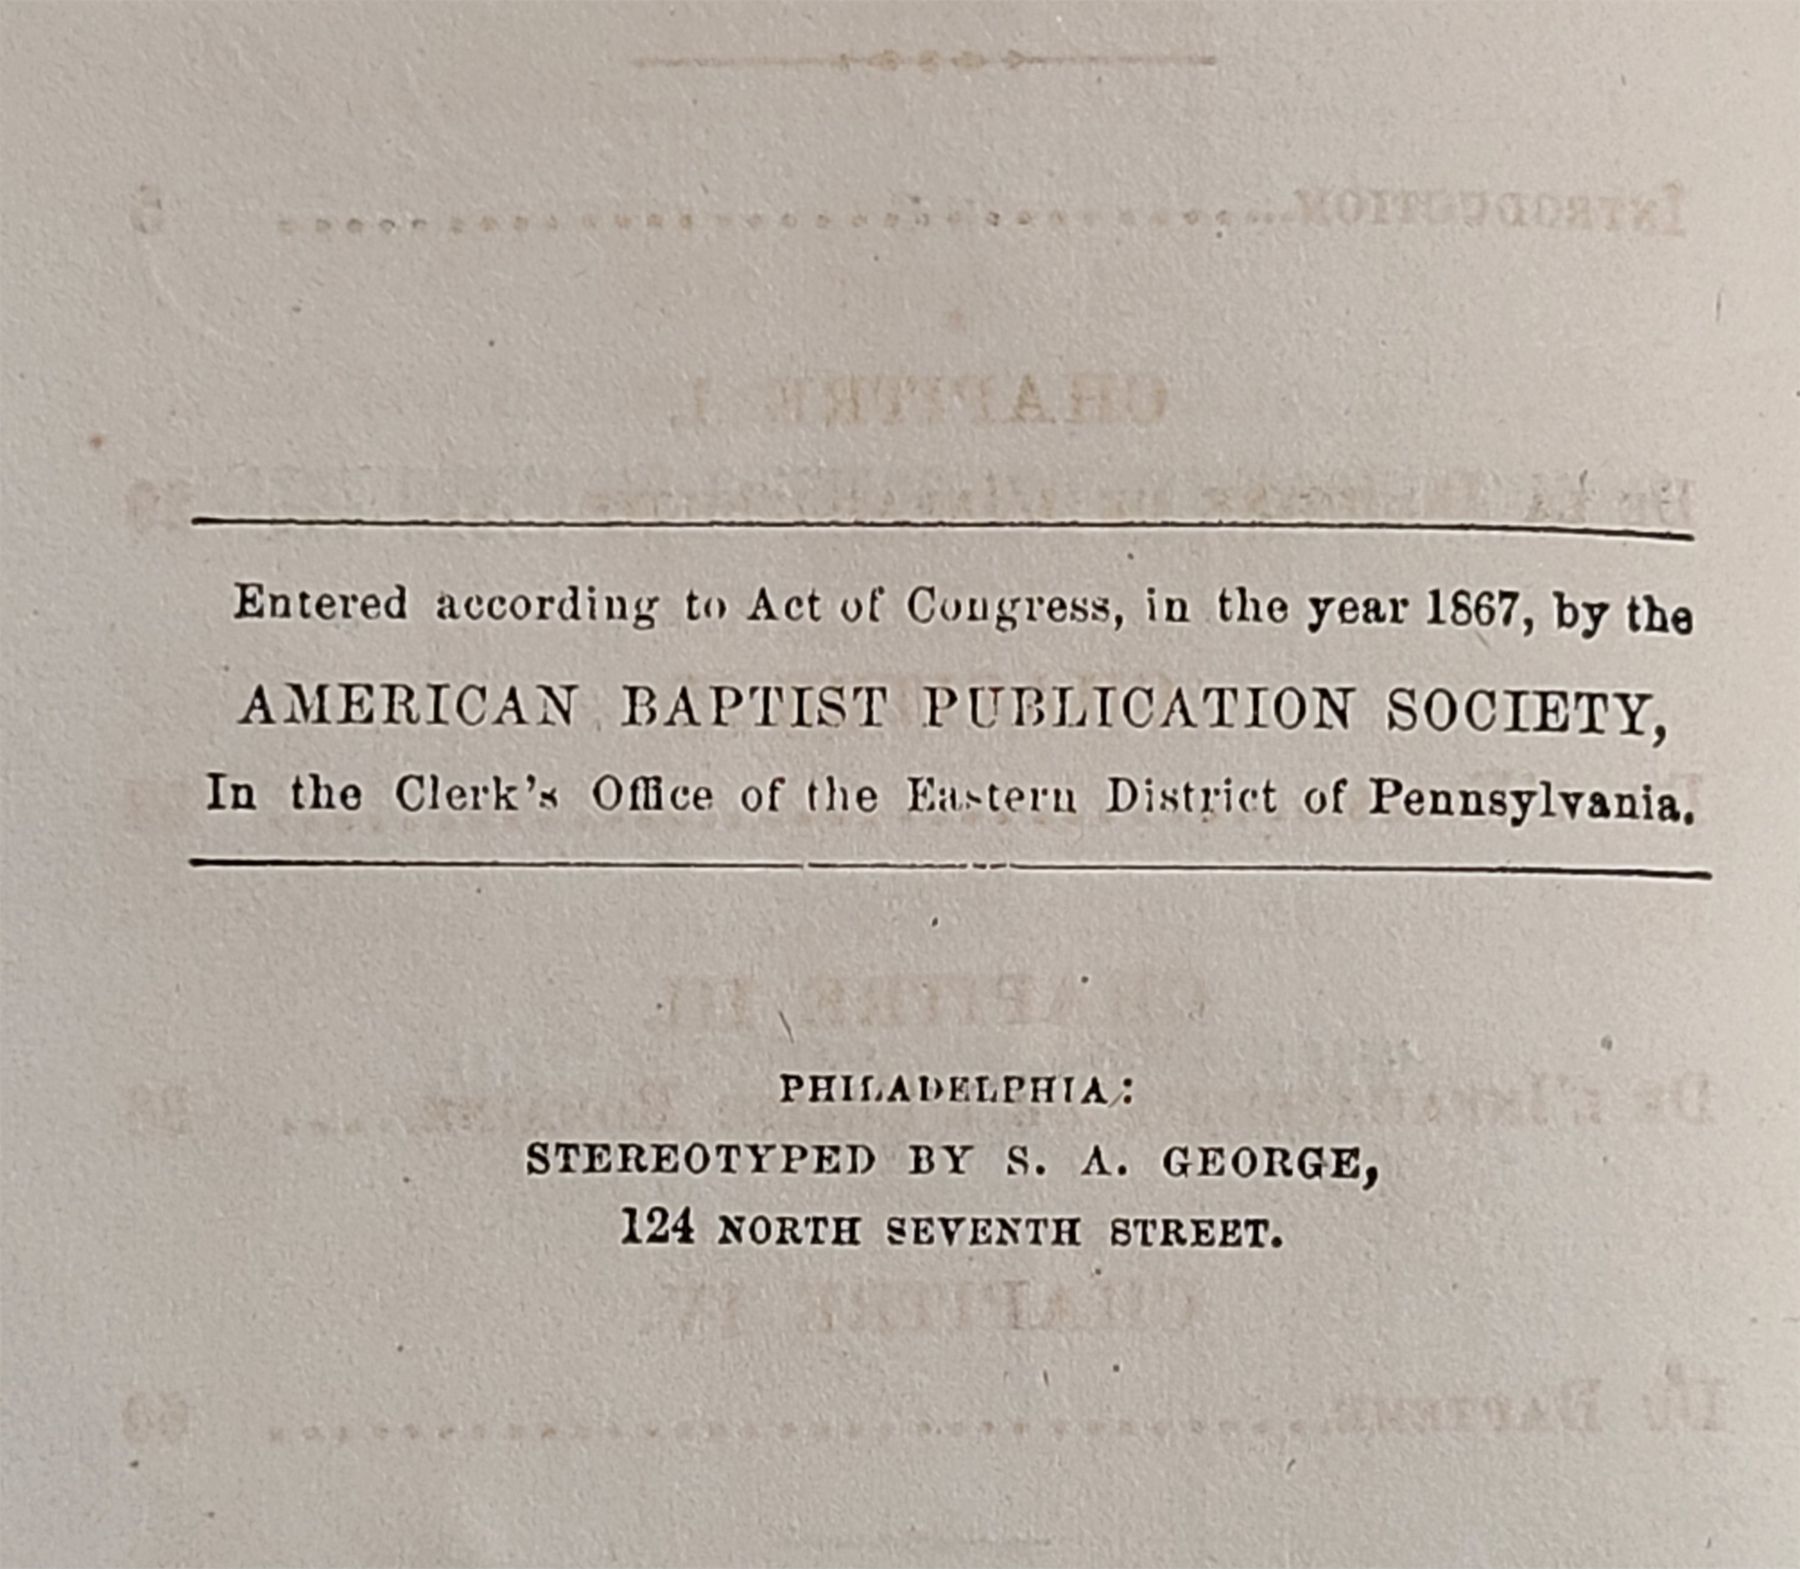 Entered according to Act of Congress, in the year 1867, by the
AMERICAN BAPTIST PUBLICATION SOCIETY,
In the Clerk's Office of the Eastern District of Pennsylvania.
PHILADELPHIA:
STEREOTYPED BY S. A. GEORGE,
124 NORTH SEVENTH STREET.